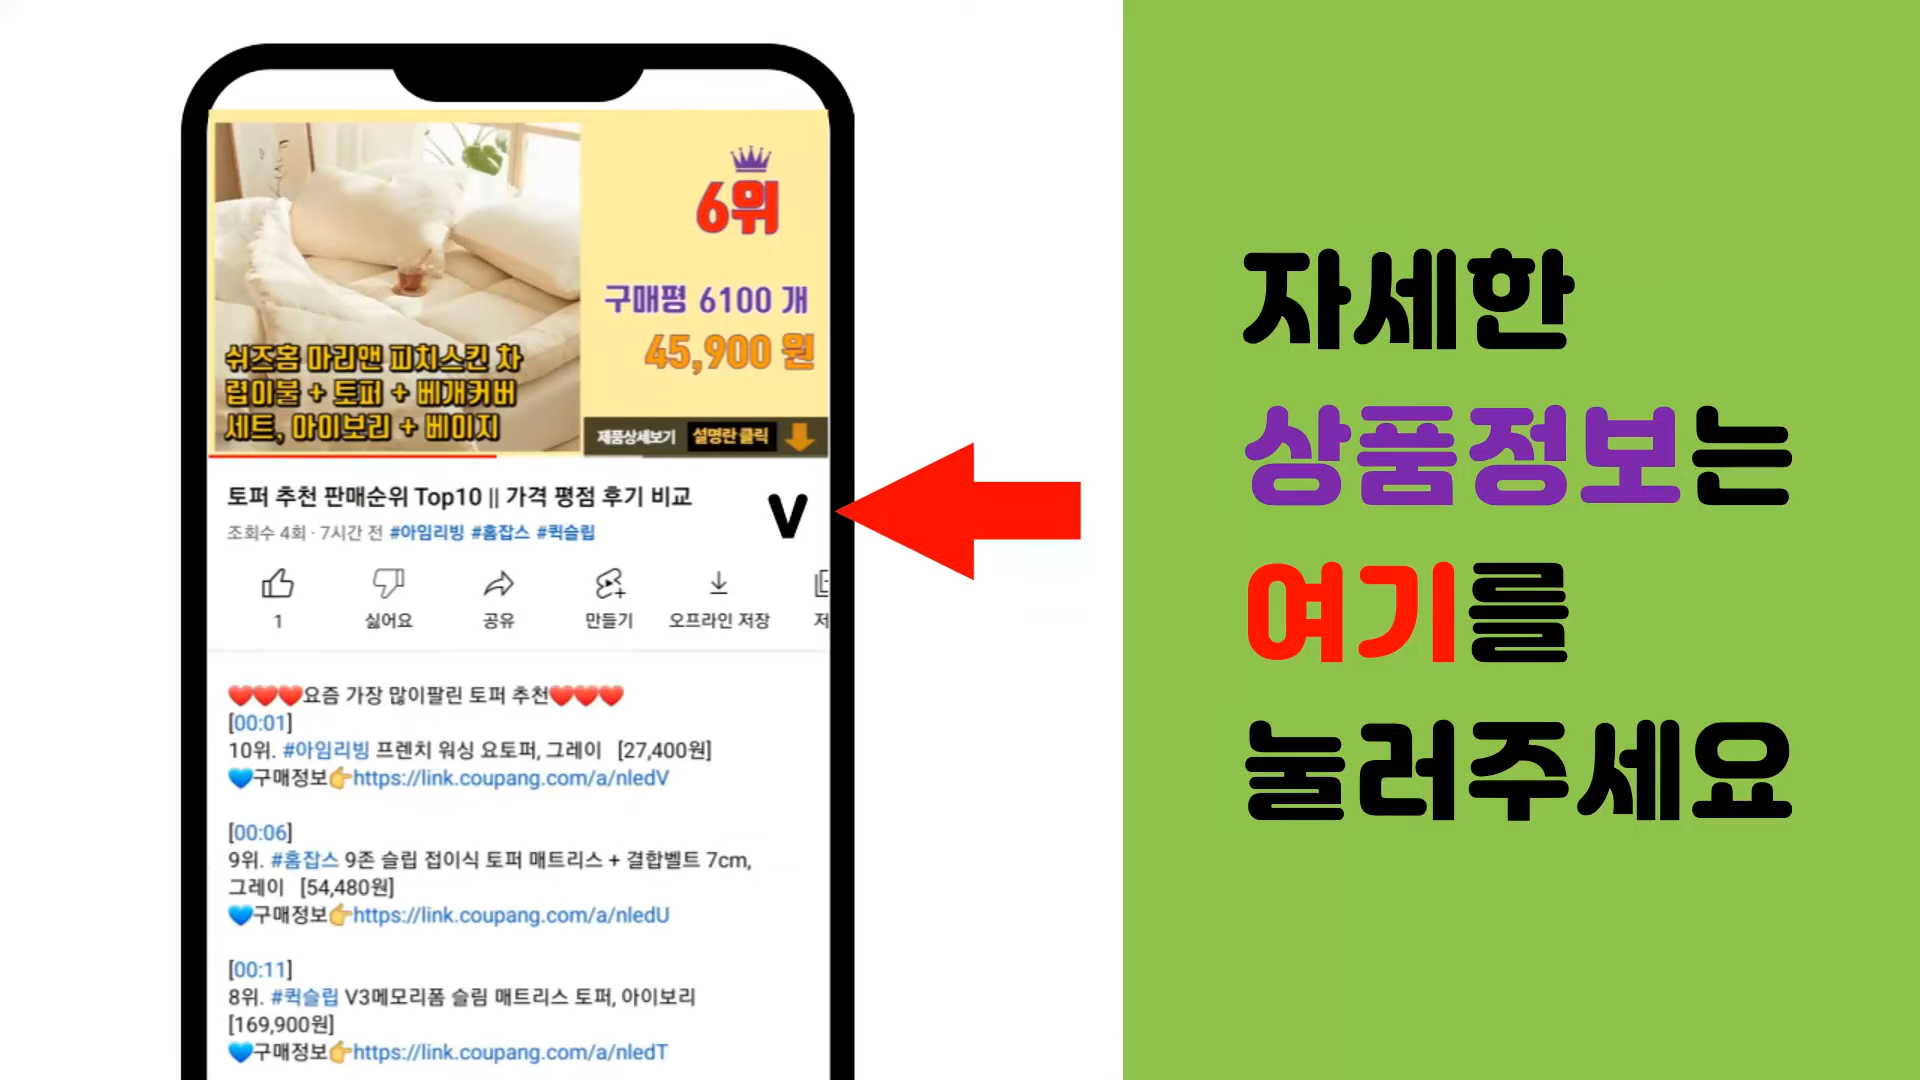 6위
구매평 6100 개
45,900 원
쉬즈홈 마리앤 피치스킨 차
렵이불 + 토퍼 + 베개커버
세트, 아이보리 + 베이지
제품상세보기 설명란 클릭
토퍼 추천 판매순위 Top10 || 가격 평점 후기 비교
V
조회수 4회 · 7시간 전 #아임리빙 #홈잡스 #퀵슬립
1 싫어요 공유 만들기 오프라인 저장 저
❤️❤️❤️요즘 가장 많이팔린 토퍼 추천❤️❤️❤️
[00:01]
10위. #아임리빙 프렌치 워싱 요토퍼, 그레이 [27,400원]
💙구매정보👉https://link.coupang.com/a/nledV
[00:06]
9위. #홈잡스 9존 슬립 접이식 토퍼 매트리스 + 결합벨트 7cm,
그레이 [54,480원]
💙구매정보👉https://link.coupang.com/a/nledU
[00:11]
8위. #퀵슬립 V3메모리폼 슬림 매트리스 토퍼, 아이보리
[169,900원]
💙구매정보👉https://link.coupang.com/a/nledT
자세한
상품정보는
여기를
눌러주세요